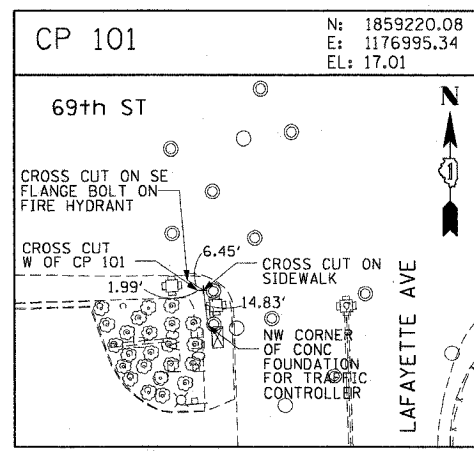 CP 101
N: 1859220.08
E: 1176995.34
EL: 17.01
69th ST
N
CROSS CUT ON SE
FLANGE BOLT ON
FIRE HYDRANT
CROSS CUT
W OF CP 101
6.45'
CROSS CUT ON
SIDEWALK
1.99'
14.83'
NW CORNER
OF CONC
FOUNDATION
FOR TRAFFIC
CONTROLLER
LAFAYETTE AVE